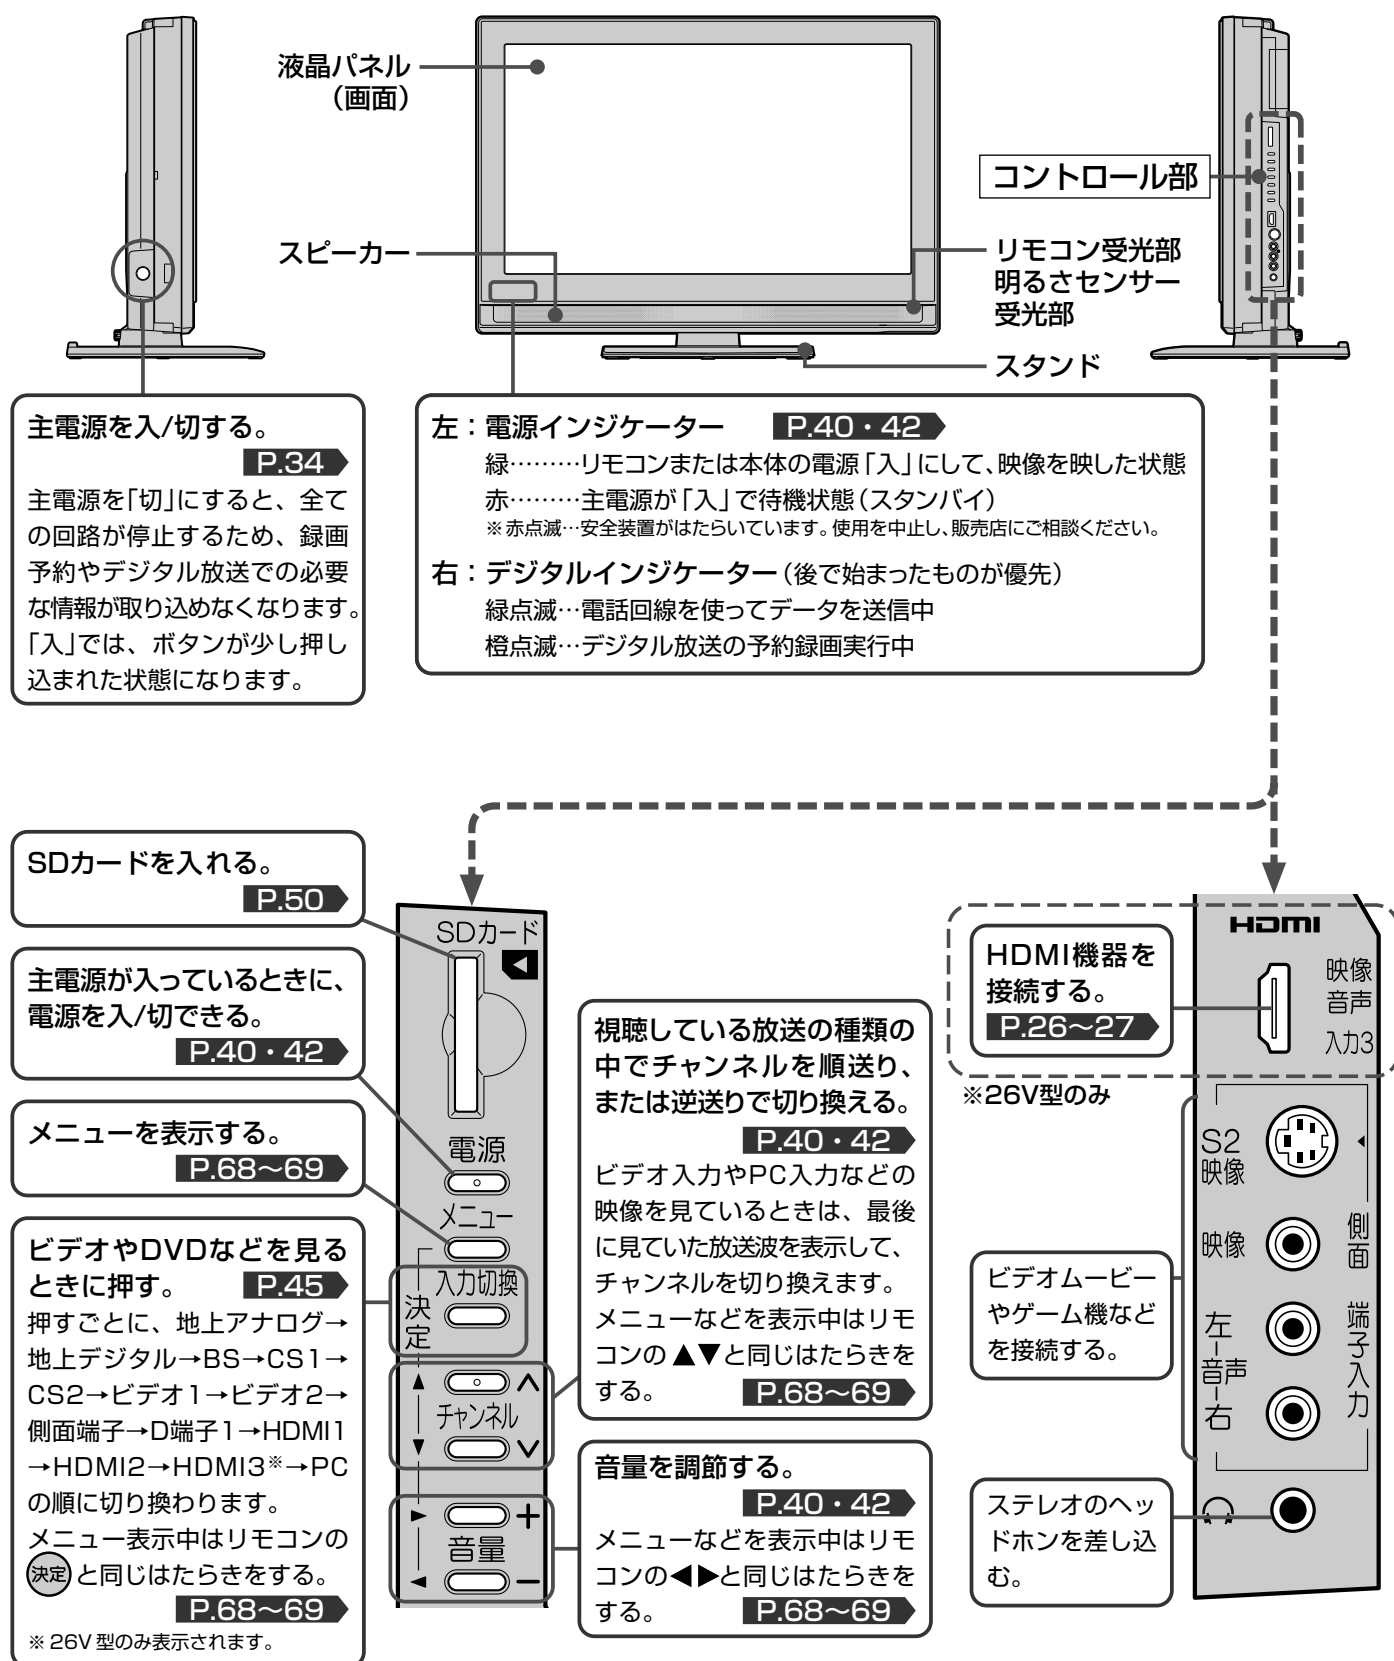 液晶パネル
（画面）
コントロール部
スピーカー
リモコン受光部
明るさセンサー
受光部
スタンド
主電源を入/切する。
P.34
主電源を「切」にすると、全て
の回路が停止するため、録画
予約やデジタル放送での必要
な情報が取り込めなくなります。
「入」では、ボタンが少し押し
込まれた状態になります。
左：電源インジケーター P.40・42
緑………リモコンまたは本体の電源「入」にして、映像を映した状態
赤………主電源が「入」で待機状態（スタンバイ）
※赤点滅…安全装置がはたらいています。使用を中止し、販売店にご相談ください。
右：デジタルインジケーター（後で始まったものが優先）
緑点滅…電話回線を使ってデータを送信中
橙点滅…デジタル放送の予約録画実行中
SDカードを入れる。
P.50
主電源が入っているときに、
電源を入/切できる。
P.40・42
メニューを表示する。
P.68～69
ビデオやDVDなどを見る
ときに押す。 P.45
押すごとに、地上アナログ→
地上デジタル→BS→CS1→
CS2→ビデオ1→ビデオ2→
側面端子→D端子1→HDMI1
→HDMI2→HDMI3※→PC
の順に切り換わります。
メニュー表示中はリモコンの
決定と同じはたらきをする。
P.68～69
※26V型のみ表示されます。
SDカード
◀
電源
メニュー
入力切換
決定
▲
∧
チャンネル
▼
∨
▶
＋
音量
◀
－
視聴している放送の種類の
中でチャンネルを順送り、
または逆送りで切り換える。
P.40・42
ビデオ入力やPC入力などの
映像を見ているときは、最後
に見ていた放送波を表示して、
チャンネルを切り換えます。
メニューなどを表示中はリモ
コンの▲▼と同じはたらきを
する。 P.68～69
音量を調節する。
P.40・42
メニューなどを表示中はリモ
コンの◀▶と同じはたらきを
する。 P.68～69
HDMI機器を
接続する。
P.26～27
※26V型のみ
ビデオムービー
やゲーム機など
を接続する。
ステレオのヘッ
ドホンを差し込
む。
HDMI
映像
音声
入力3
S2
映像
映像
左-音声-右
側面端子入力